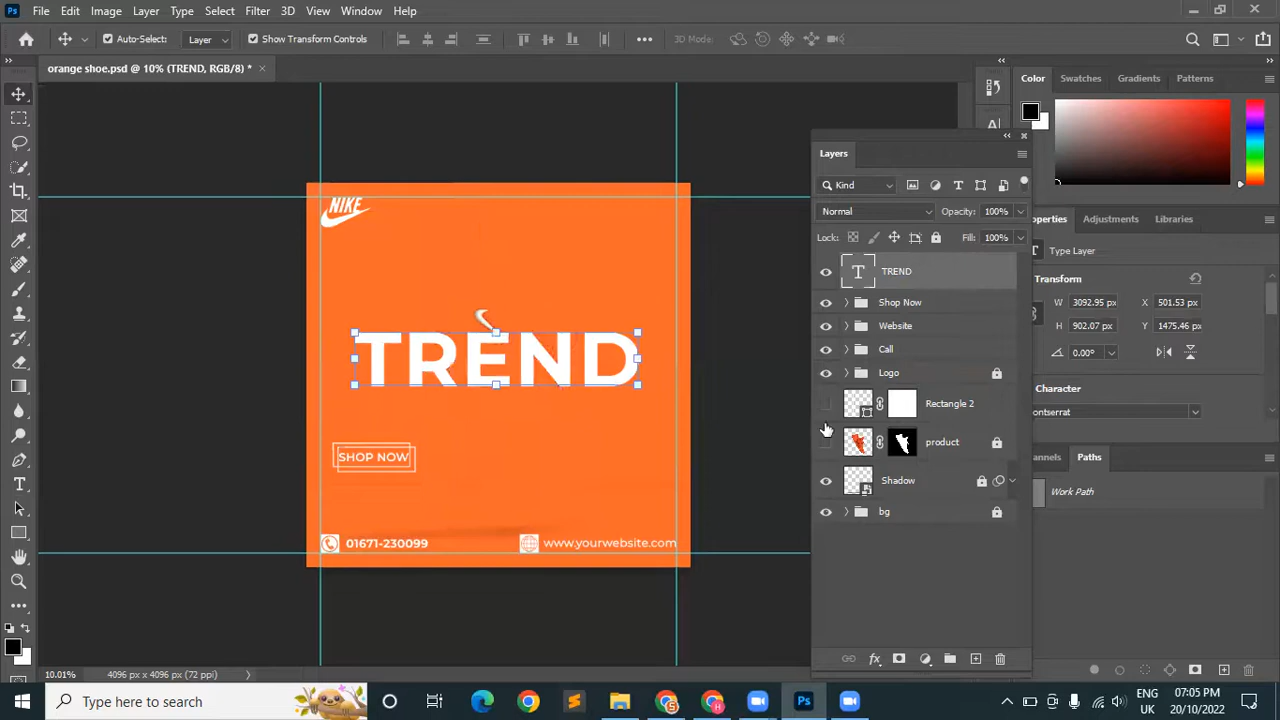 Ps File Edit Image Layer Type Select Filter 3D View Window Help
Auto-Select: Layer Show Transform Controls 3D Mode:
orange shoe.psd @ 10% (TREND, RGB/8) * ×
Color Swatches Gradients Patterns
Layers
Kind
Normal Opacity: 100%
Lock: Fill: 100%
TREND
Shop Now
Website
Call
Logo
Rectangle 2
product
Shadow
bg
roperties Adjustments Libraries
Type Layer
Transform
W 3092.95 px X 501.53 px
H 902.07 px Y 1475.46 px
0.00°
Character
ontserrat
annels Paths
Work Path
NIKE
TREND
SHOP NOW
01671-230099
www.yourwebsite.com
10.01% 4096 px x 4096 px (72 ppi)
Type here to search
ENG 07:05 PM
UK 20/10/2022